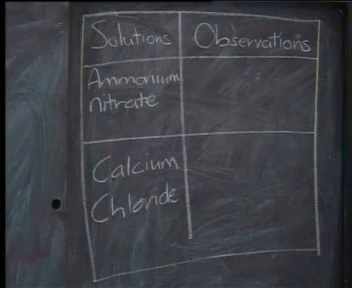 Solutions Observations
Ammonium
nitrate
Calcium
Chloride